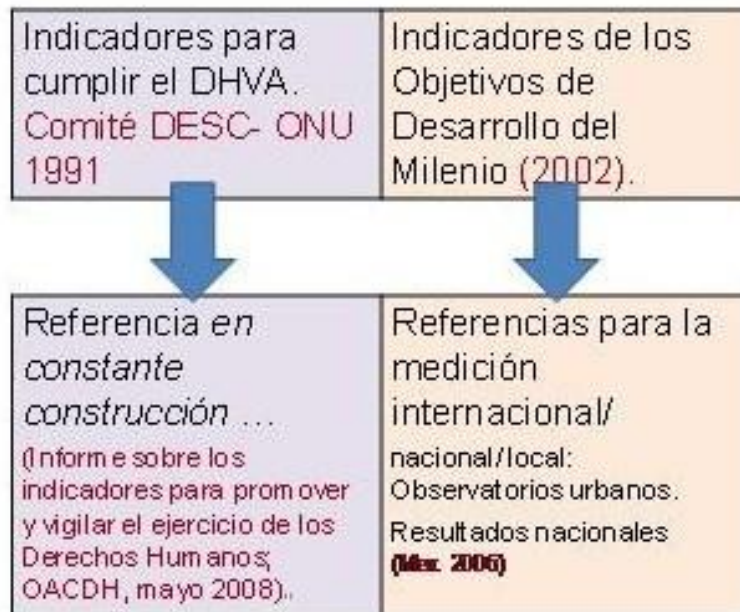 Indicadores para
cumplir el DHVA.
Comité DESC- ONU
1991
Indicadores de los
Objetivos de
Desarrollo del
Milenio (2002).
Referencia en
constante
construcción ...
(Informe sobre los
indicadores para promover
y vigilar el ejercicio de los
Derechos Humanos;
OACDH, mayo 2008)..
Referencias para la
medición
internacional/
nacional/local:
Observatorios urbanos.
Resultados nacionales
(Mex. 2006)